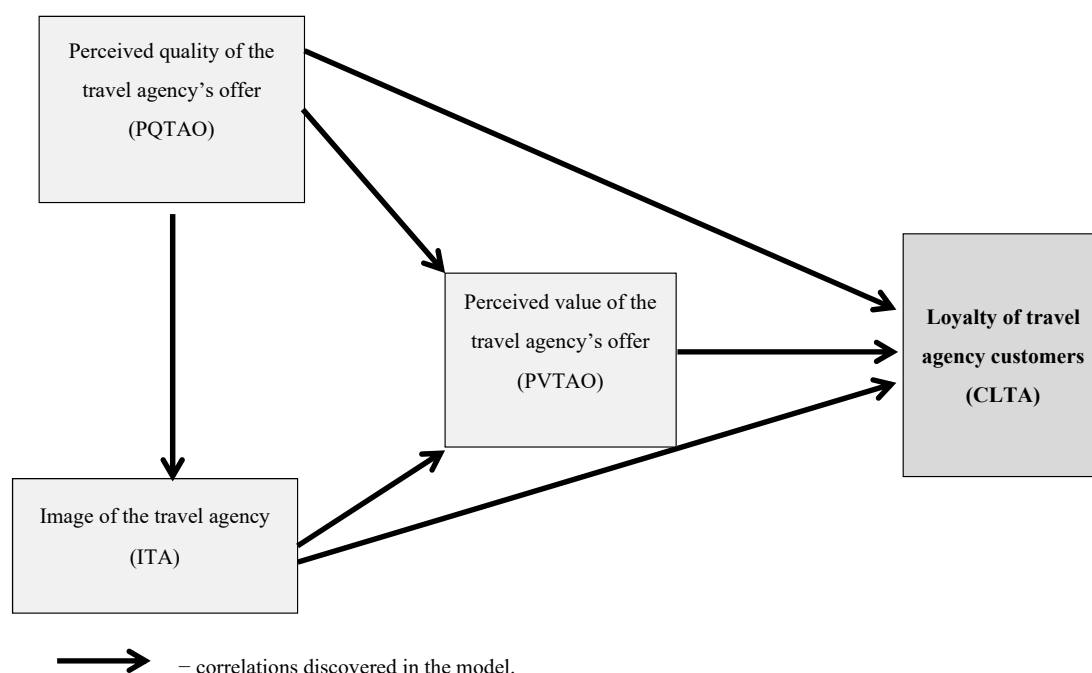 Perceived quality of the
travel agency’s offer
(PQTAO)
Perceived value of the
travel agency’s offer
(PVTAO)
Loyalty of travel
agency customers
(CLTA)
Image of the travel agency
(ITA)
− correlations discovered in the model.